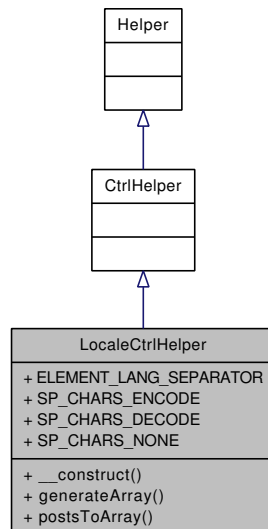 Helper
CtrlHelper
LocaleCtrlHelper
+ ELEMENT_LANG_SEPARATOR
+ SP_CHARS_ENCODE
+ SP_CHARS_DECODE
+ SP_CHARS_NONE
+ __construct()
+ generateArray()
+ postsToArray()